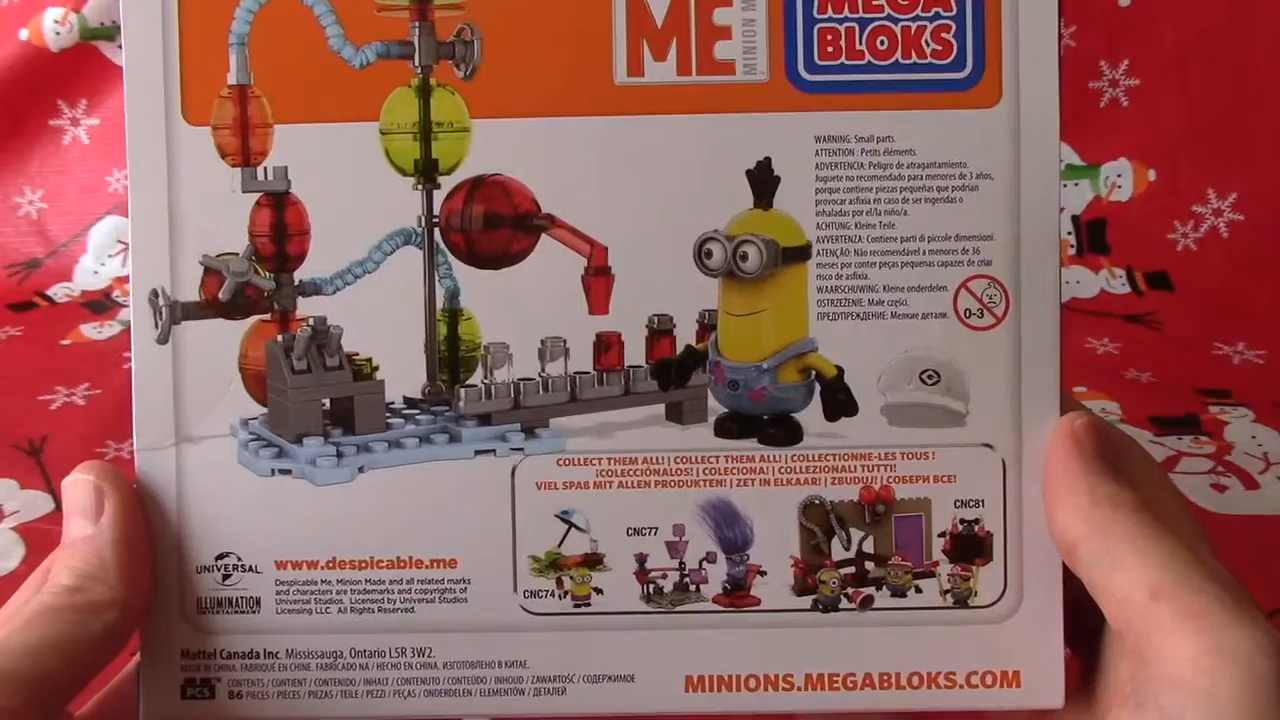 ME
MINION M
MEGA
BLOKS
WARNING: Small parts.
ATTENTION : Petits éléments.
ADVERTENCIA: Peligro de atragantamiento.
Juguete no recomendado para menores de 3 años,
porque contiene piezas pequeñas que podrían
provocar asfixia en caso de ser ingeridas o
inhaladas por el/la niño/a.
ACHTUNG: Kleine Teile.
AVVERTENZA: Contiene parti di piccole dimensioni.
ATENÇÃO: Não recomendável a menores de 36
meses por conter peças pequenas capazes de criar
risco de asfixia.
WAARSCHUWING: Kleine onderdelen.
OSTRZEŻENIE: Małe części.
ПРЕДУПРЕЖДЕНИЕ: Мелкие детали.
0-3
COLLECT THEM ALL! | COLLECT THEM ALL! | COLLECTIONNE-LES TOUS !
¡COLECCIÓNALOS! | COLECIONA! | COLLEZIONALI TUTTI!
VIEL SPAß MIT ALLEN PRODUKTEN! | ZET IN ELKAAR! | ZBUDUJ! | СОБЕРИ ВСЕ!
CNC74
CNC77
CNC81
UNIVERSAL
ILLUMINATION
ENTERTAINMENT
www.despicable.me
Despicable Me, Minion Made and all related marks
and characters are trademarks and copyrights of
Universal Studios. Licensed by Universal Studios
Licensing LLC. All Rights Reserved.
Mattel Canada Inc. Mississauga, Ontario L5R 3W2.
MADE IN CHINA. FABRIQUÉ EN CHINE. FABRICADO NA / HECHO EN CHINA. ИЗГОТОВЛЕНО В КИТАЕ.
PCS
CONTENTS / CONTENT / CONTENIDO / INHALT / CONTENUTO / CONTEÚDO / INHOUD / ZAWARTOŚĆ / СОДЕРЖИМОЕ
86 PIECES / PIÈCES / PIEZAS / TEILE / PEZZI / PEÇAS / ONDERDELEN / ELEMENTÓW / ДЕТАЛЕЙ
MINIONS.MEGABLOKS.COM